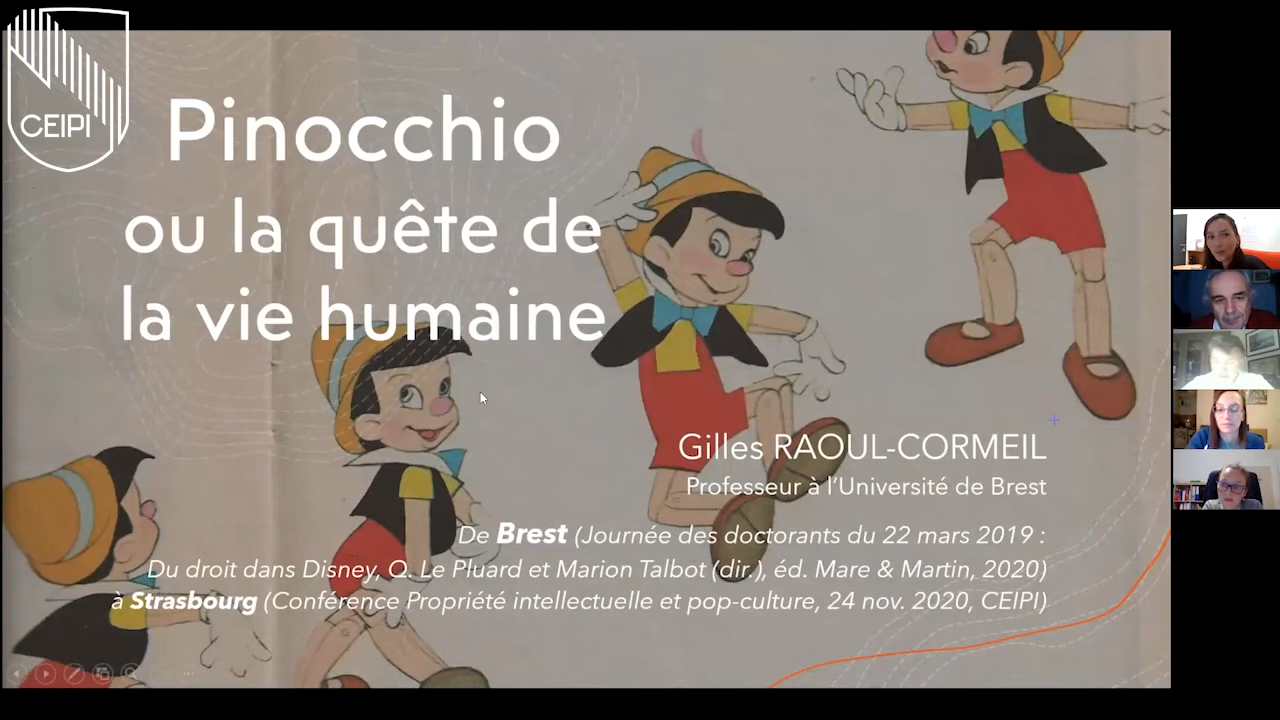 CEIPI
Pinocchio
ou la quête de
la vie humaine
Gilles RAOUL-CORMEIL
Professeur à l'Université de Brest
De Brest (Journée des doctorants du 22 mars 2019 :
Du droit dans Disney, Q. Le Pluard et Marion Talbot (dir.), éd. Mare & Martin, 2020)
à Strasbourg (Conférence Propriété intellectuelle et pop-culture, 24 nov. 2020, CEIPI)